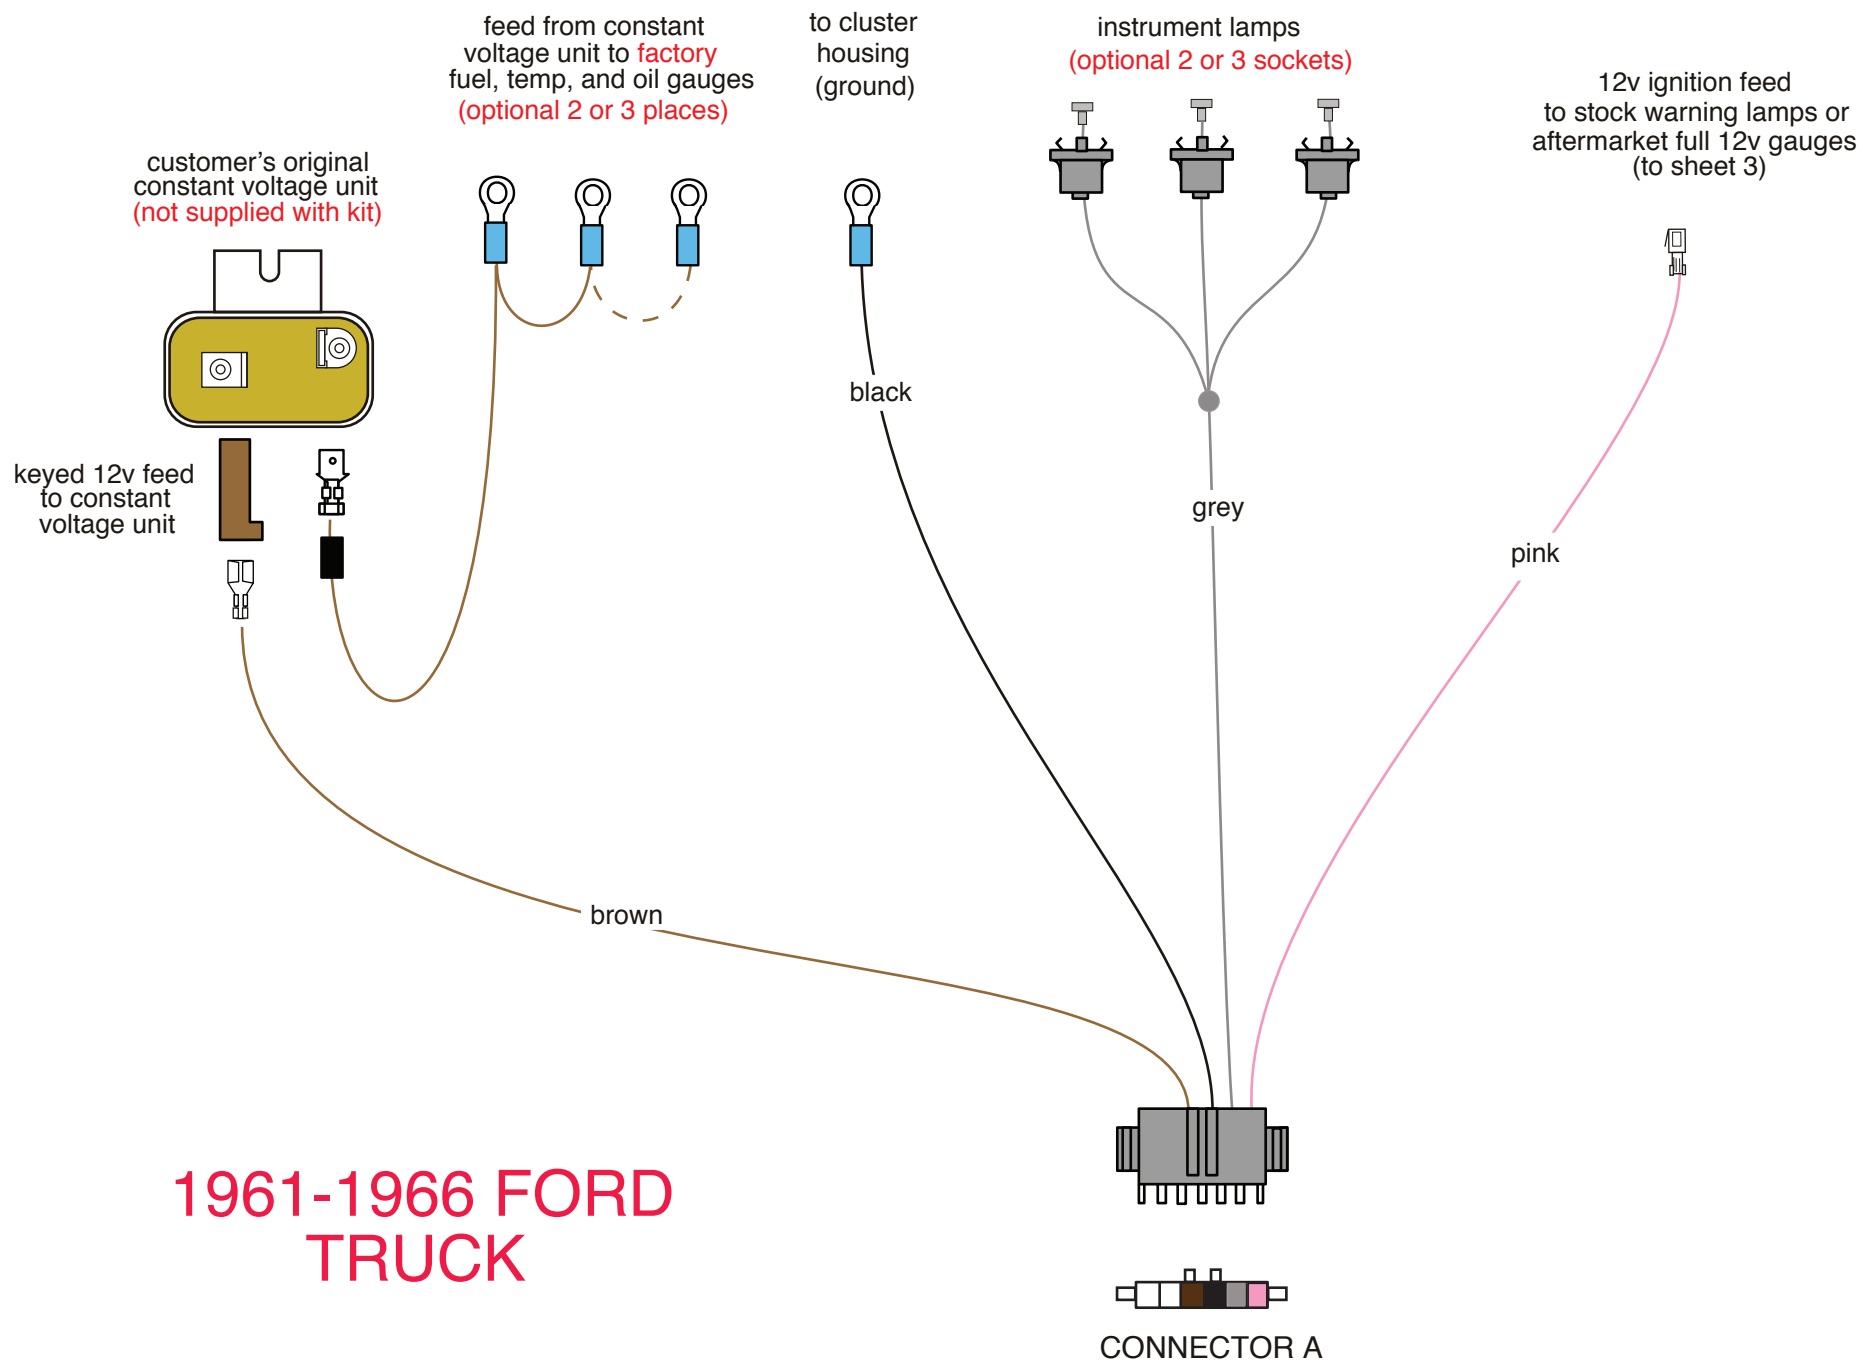 feed from constant
voltage unit to factory
fuel, temp, and oil gauges
(optional 2 or 3 places)
to cluster
housing
(ground)
instrument lamps
(optional 2 or 3 sockets)
12v ignition feed
to stock warning lamps or
aftermarket full 12v gauges
(to sheet 3)
customer’s original
constant voltage unit
(not supplied with kit)
black
keyed 12v feed
to constant
voltage unit
grey
pink
brown
1961-1966 FORD
TRUCK
CONNECTOR A